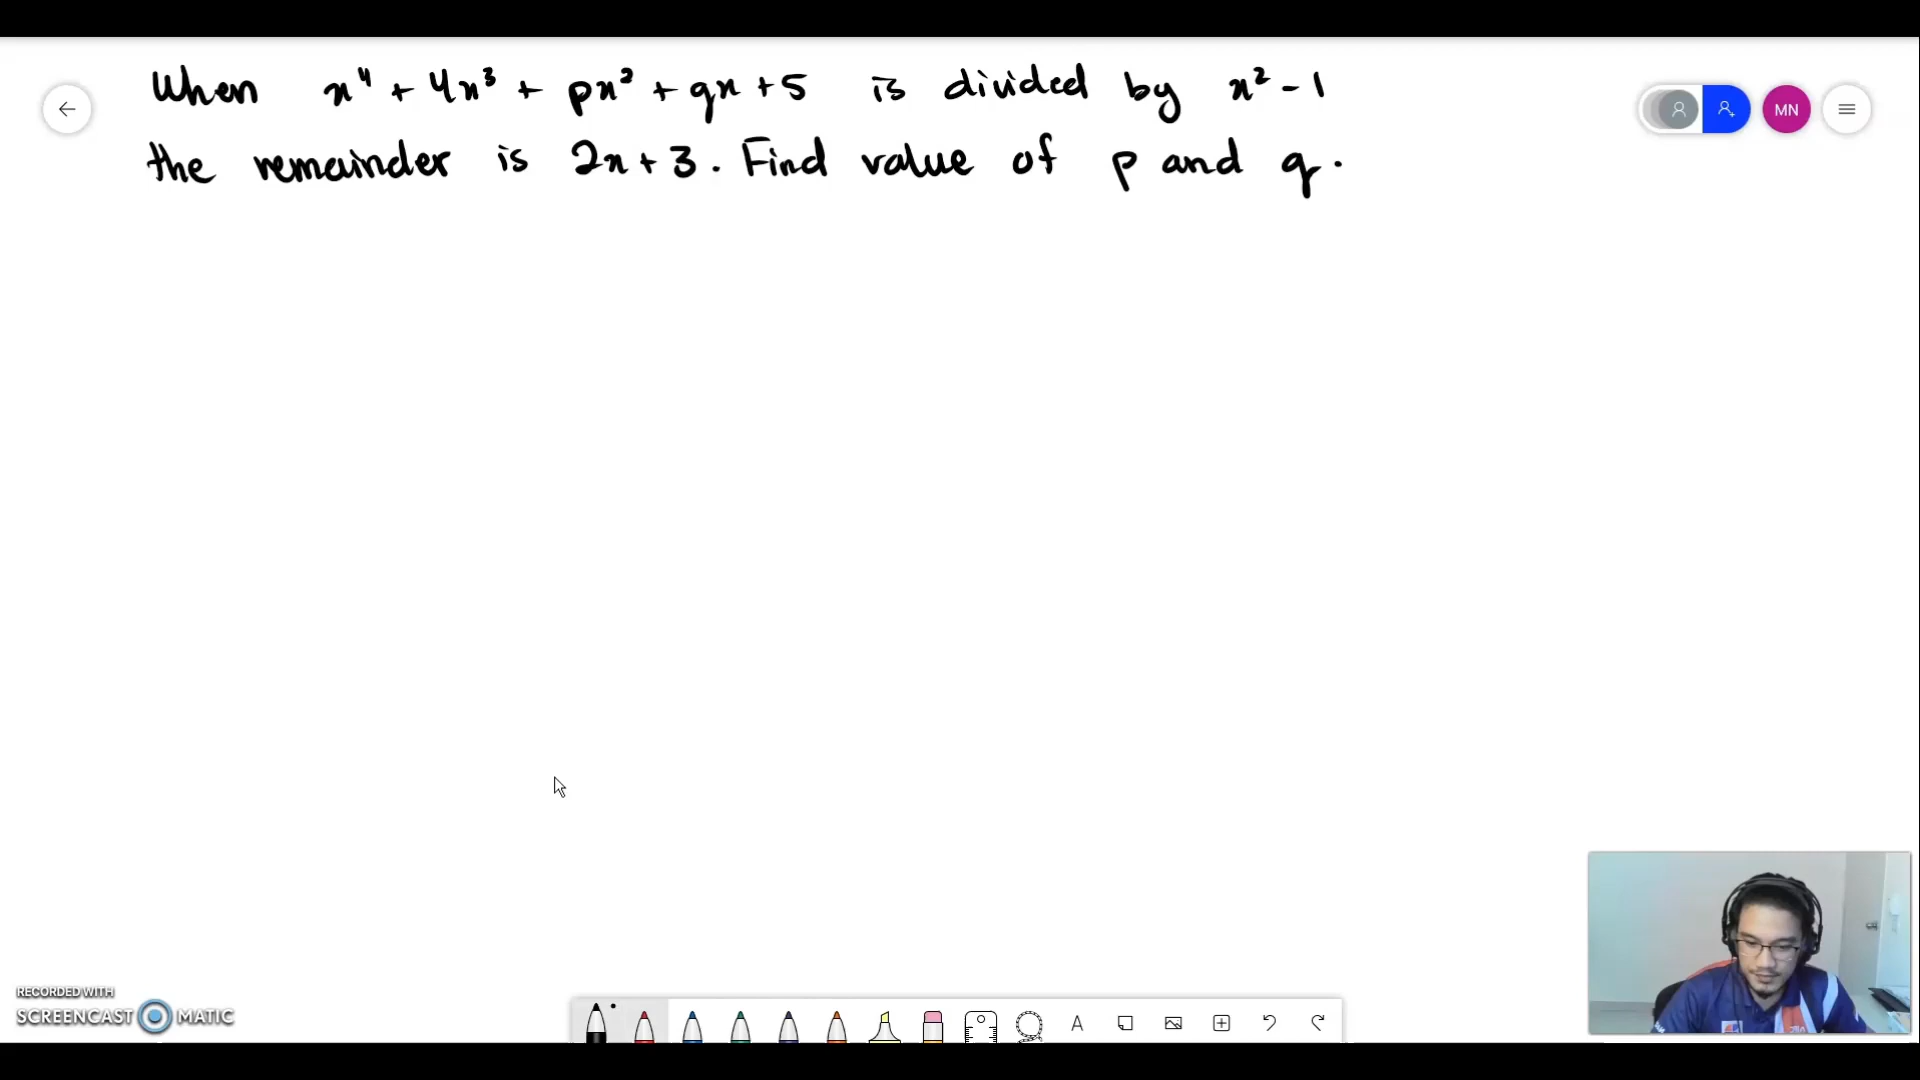 When x⁴ + 4x³ + px² + qx + 5 is divided by x² - 1
the remainder is 2x + 3. Find value of p and q.
MN
A
RECORDED WITH
SCREENCAST MATIC